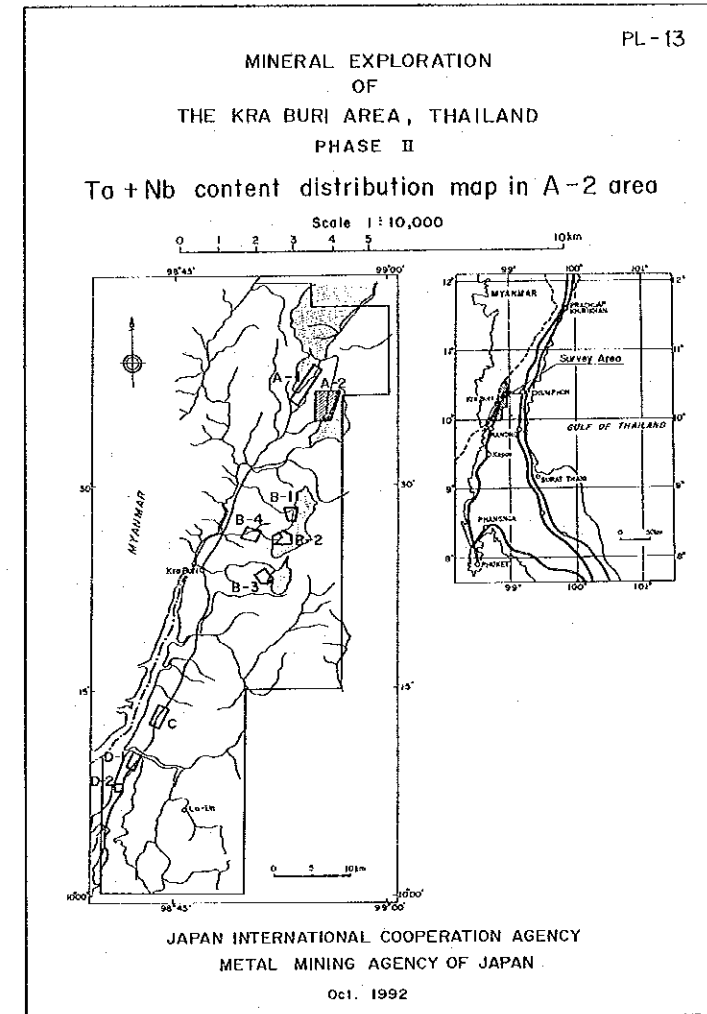 PL-13
MINERAL EXPLORATION
OF
THE KRA BURI AREA, THAILAND
PHASE II
Ta + Nb content distribution map in A-2 area
Scale 1:10,000
0 1 2 3 4 5 10km
98°45' 99°00'
A-1
A-2
30' 30'
MYANMAR
B-1
B-4
B-2
Kra Buri
B-3
15' 15'
C
D-1
D-2
La-Un
0 5 10km
10°00' 10°00'
98°45' 99°00'
99° 100° 101°
12° 12°
MYANMAR
PRACHUAP
KHIRIKHAN
11° 11°
Survey Area
CHUMPHON
10° 10°
GULF OF THAILAND
RANONG
Kapoe
SURAT THANI
9° 9°
PHANGNGA
0 50km
8° 8°
PHUKET
99° 100° 101°
JAPAN INTERNATIONAL COOPERATION AGENCY
METAL MINING AGENCY OF JAPAN
Oct. 1992